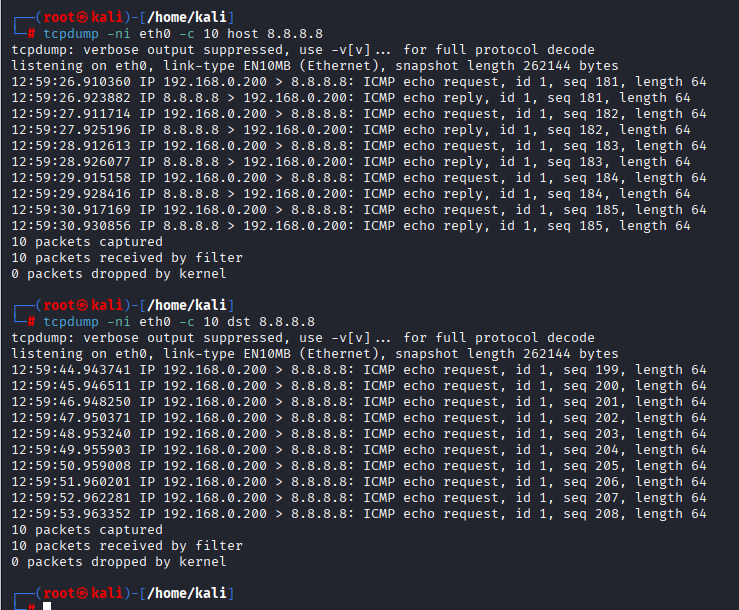 ┌──(root㉿kali)-[/home/kali]
└─# tcpdump -ni eth0 -c 10 host 8.8.8.8
tcpdump: verbose output suppressed, use -v[v]... for full protocol decode
listening on eth0, link-type EN10MB (Ethernet), snapshot length 262144 bytes
12:59:26.910360 IP 192.168.0.200 > 8.8.8.8: ICMP echo request, id 1, seq 181, length 64
12:59:26.923882 IP 8.8.8.8 > 192.168.0.200: ICMP echo reply, id 1, seq 181, length 64
12:59:27.911714 IP 192.168.0.200 > 8.8.8.8: ICMP echo request, id 1, seq 182, length 64
12:59:27.925196 IP 8.8.8.8 > 192.168.0.200: ICMP echo reply, id 1, seq 182, length 64
12:59:28.912613 IP 192.168.0.200 > 8.8.8.8: ICMP echo request, id 1, seq 183, length 64
12:59:28.926077 IP 8.8.8.8 > 192.168.0.200: ICMP echo reply, id 1, seq 183, length 64
12:59:29.915158 IP 192.168.0.200 > 8.8.8.8: ICMP echo request, id 1, seq 184, length 64
12:59:29.928416 IP 8.8.8.8 > 192.168.0.200: ICMP echo reply, id 1, seq 184, length 64
12:59:30.917169 IP 192.168.0.200 > 8.8.8.8: ICMP echo request, id 1, seq 185, length 64
12:59:30.930856 IP 8.8.8.8 > 192.168.0.200: ICMP echo reply, id 1, seq 185, length 64
10 packets captured
10 packets received by filter
0 packets dropped by kernel
┌──(root㉿kali)-[/home/kali]
└─# tcpdump -ni eth0 -c 10 dst 8.8.8.8
tcpdump: verbose output suppressed, use -v[v]... for full protocol decode
listening on eth0, link-type EN10MB (Ethernet), snapshot length 262144 bytes
12:59:44.943741 IP 192.168.0.200 > 8.8.8.8: ICMP echo request, id 1, seq 199, length 64
12:59:45.946511 IP 192.168.0.200 > 8.8.8.8: ICMP echo request, id 1, seq 200, length 64
12:59:46.948250 IP 192.168.0.200 > 8.8.8.8: ICMP echo request, id 1, seq 201, length 64
12:59:47.950371 IP 192.168.0.200 > 8.8.8.8: ICMP echo request, id 1, seq 202, length 64
12:59:48.953240 IP 192.168.0.200 > 8.8.8.8: ICMP echo request, id 1, seq 203, length 64
12:59:49.955903 IP 192.168.0.200 > 8.8.8.8: ICMP echo request, id 1, seq 204, length 64
12:59:50.959008 IP 192.168.0.200 > 8.8.8.8: ICMP echo request, id 1, seq 205, length 64
12:59:51.960201 IP 192.168.0.200 > 8.8.8.8: ICMP echo request, id 1, seq 206, length 64
12:59:52.962281 IP 192.168.0.200 > 8.8.8.8: ICMP echo request, id 1, seq 207, length 64
12:59:53.963352 IP 192.168.0.200 > 8.8.8.8: ICMP echo request, id 1, seq 208, length 64
10 packets captured
10 packets received by filter
0 packets dropped by kernel
┌──(root㉿kali)-[/home/kali]
└─#